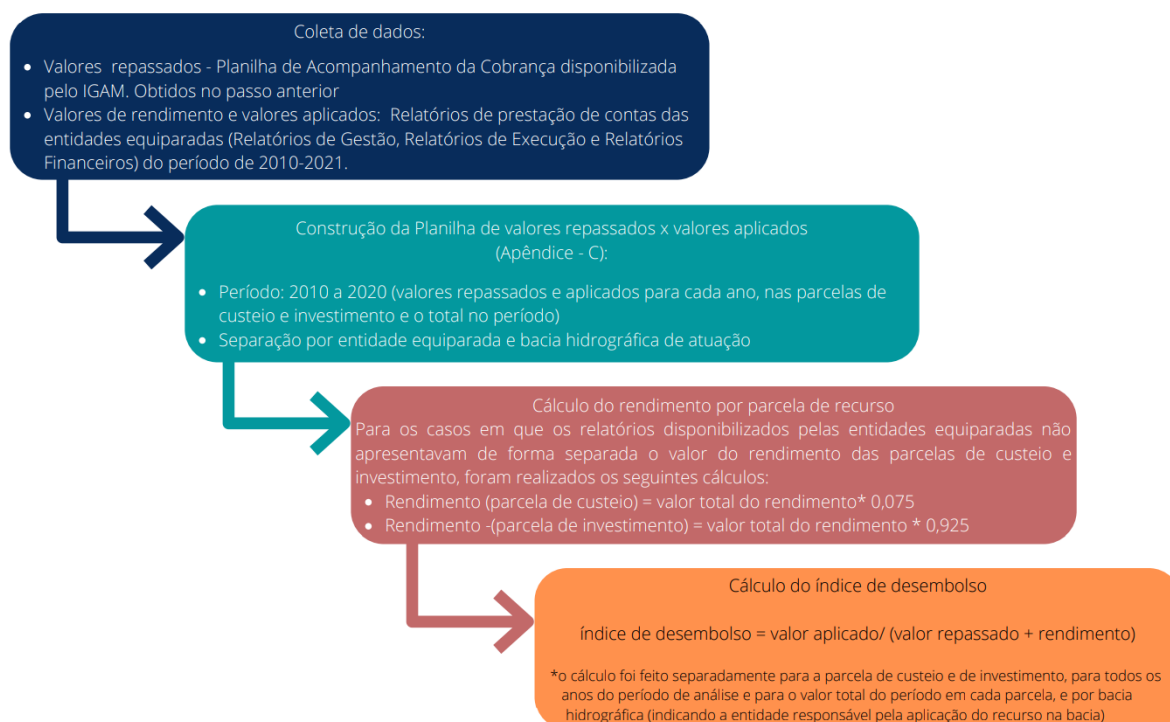 Coleta de dados:
• Valores repassados - Planilha de Acompanhamento da Cobrança disponibilizada
pelo IGAM. Obtidos no passo anterior
• Valores de rendimento e valores aplicados: Relatórios de prestação de contas das
entidades equiparadas (Relatórios de Gestão, Relatórios de Execução e Relatórios
Financeiros) do período de 2010-2021.
Construção da Planilha de valores repassados x valores aplicados
(Apêndice - C):
• Período: 2010 a 2020 (valores repassados e aplicados para cada ano, nas parcelas de
custeio e investimento e o total no período)
• Separação por entidade equiparada e bacia hidrográfica de atuação
Cálculo do rendimento por parcela de recurso
Para os casos em que os relatórios disponibilizados pelas entidades equiparadas não
apresentavam de forma separada o valor do rendimento das parcelas de custeio e
investimento, foram realizados os seguintes cálculos:
• Rendimento (parcela de custeio) = valor total do rendimento* 0,075
• Rendimento -(parcela de investimento) = valor total do rendimento * 0,925
Cálculo do índice de desembolso
índice de desembolso = valor aplicado/ (valor repassado + rendimento)
*o cálculo foi feito separadamente para a parcela de custeio e de investimento, para todos os
anos do período de análise e para o valor total do período em cada parcela, e por bacia
hidrográfica (indicando a entidade responsável pela aplicação do recurso na bacia)